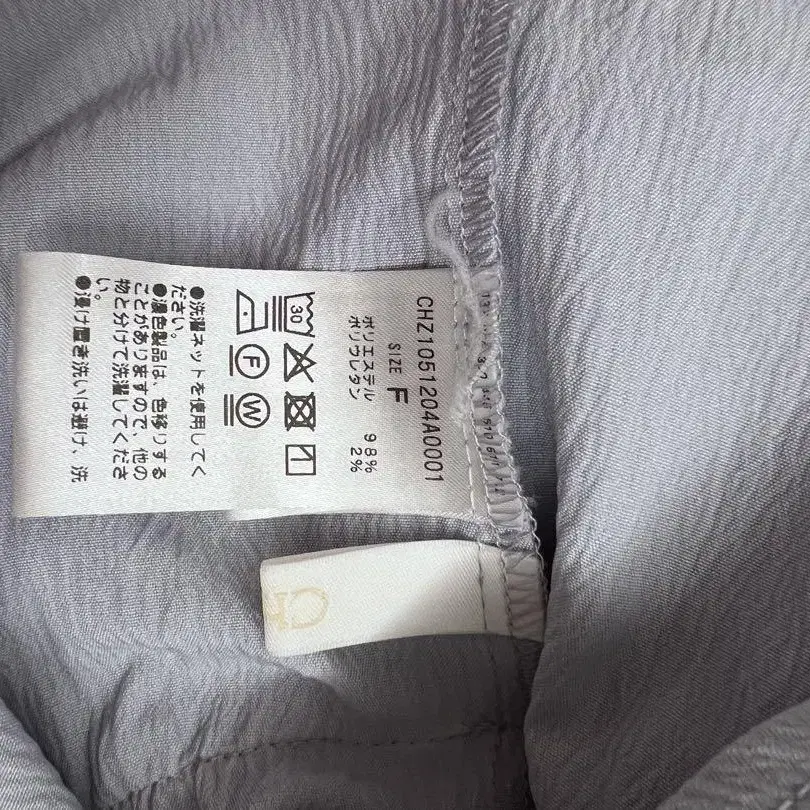 CHZ1051204A0001
SIZE F
ポリエステル 98%
ポリウレタン 2%
30
F
W
●洗濯ネットを使用してく
ださい。
●濃色製品は、色移りする
ことがありますので、他の
物と分けて洗濯してくださ
い。
●浸け置き洗いは避け、洗